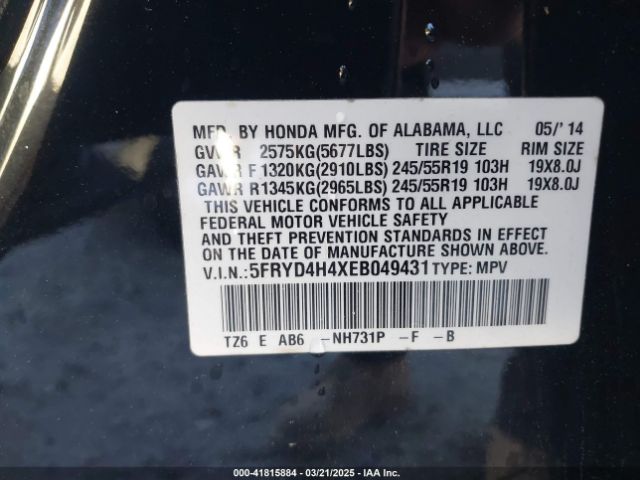 MFD. BY HONDA MFG. OF ALABAMA, LLC 05/'14
GVWR 2575KG(5677LBS) TIRE SIZE RIM SIZE
GAWR F 1320KG(2910LBS) 245/55R19 103H 19X8.0J
GAWR R 1345KG(2965LBS) 245/55R19 103H 19X8.0J
THIS VEHICLE CONFORMS TO ALL APPLICABLE
FEDERAL MOTOR VEHICLE SAFETY
AND THEFT PREVENTION STANDARDS IN EFFECT
ON THE DATE OF MANUFACTURE SHOWN ABOVE.
V.I.N.: 5FRYD4H4XEB049431 TYPE: MPV
TZ6 E AB6 -NH731P -F -B
000-41815884 / 03/21/2025 - IAA Inc.